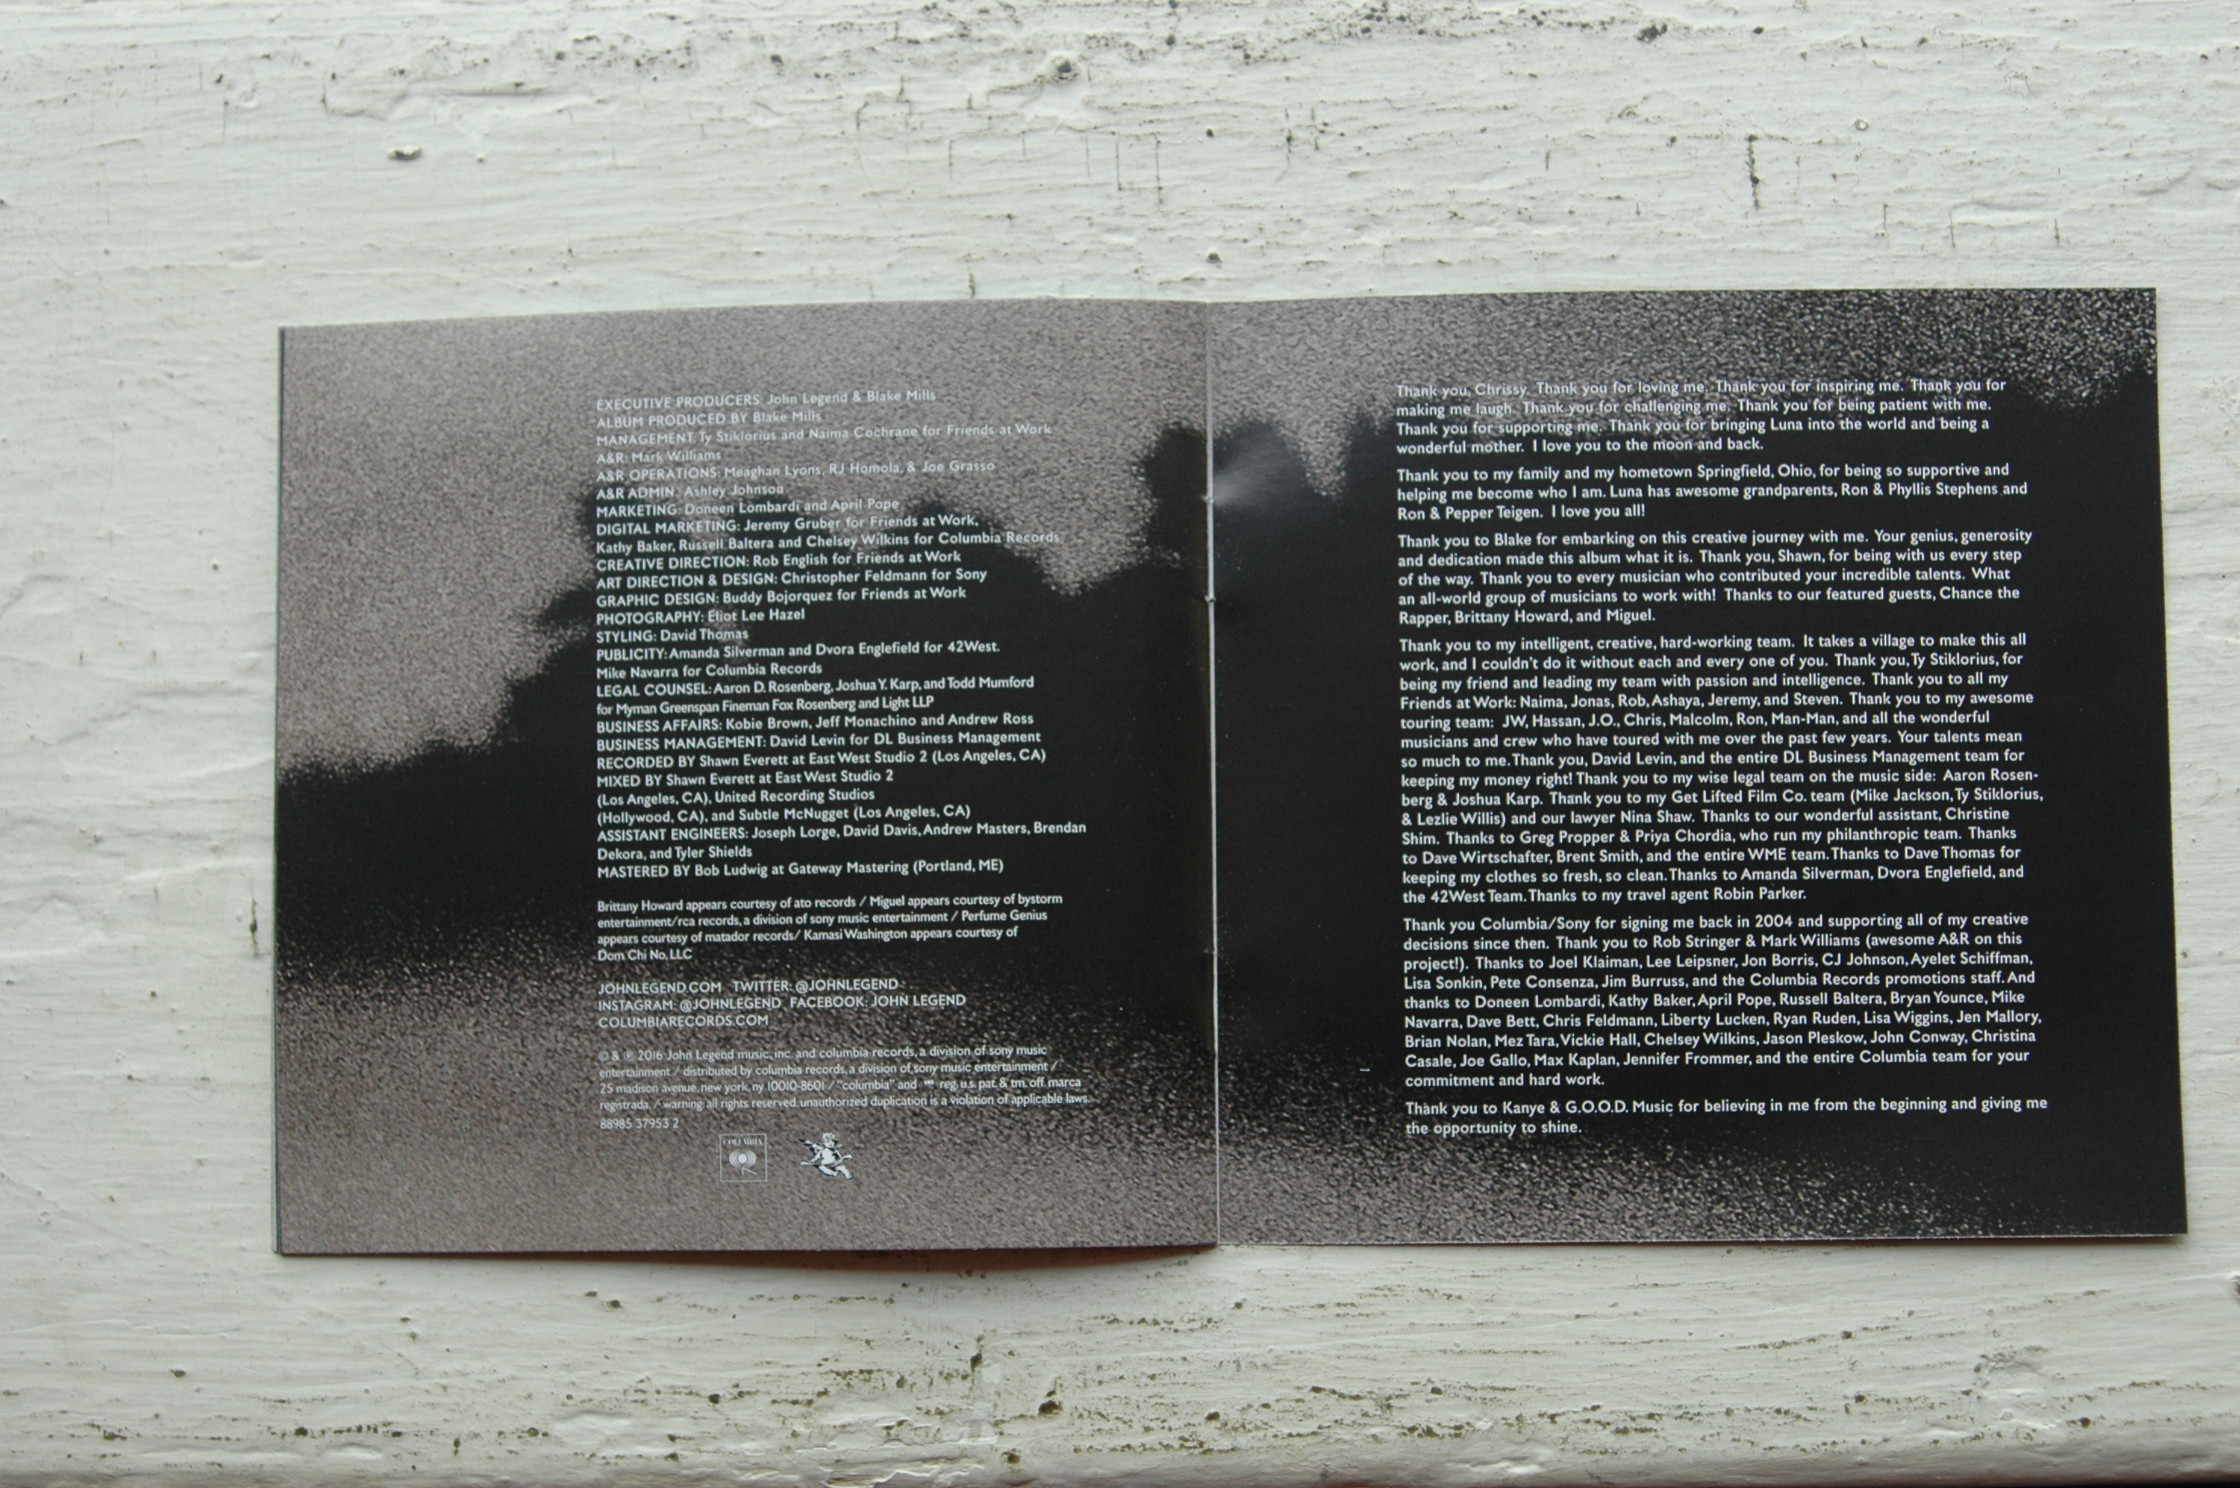 EXECUTIVE PRODUCERS: John Legend & Blake Mills
ALBUM PRODUCED BY Blake Mills
MANAGEMENT: Ty Stiklorius and Naima Cochrane for Friends at Work
A&R: Mark Williams
A&R OPERATIONS: Meaghan Lyons, RJ Homola, & Joe Grasso
A&R ADMIN: Ashley Johnson
MARKETING: Doneen Lombardi and April Pope
DIGITAL MARKETING: Jeremy Gruber for Friends at Work,
Kathy Baker, Russell Baltera and Chelsey Wilkins for Columbia Records
CREATIVE DIRECTION: Rob English for Friends at Work
ART DIRECTION & DESIGN: Christopher Feldmann for Sony
GRAPHIC DESIGN: Buddy Bojorquez for Friends at Work
PHOTOGRAPHY: Eliot Lee Hazel
STYLING: David Thomas
PUBLICITY: Amanda Silverman and Dvora Englefield for 42West.
Mike Navarra for Columbia Records
LEGAL COUNSEL: Aaron D. Rosenberg, Joshua Y. Karp, and Todd Mumford
for Myman Greenspan Fineman Fox Rosenberg and Light LLP
BUSINESS AFFAIRS: Kobie Brown, Jeff Monachino and Andrew Ross
BUSINESS MANAGEMENT: David Levin for DL Business Management
RECORDED BY Shawn Everett at East West Studio 2 (Los Angeles, CA)
MIXED BY Shawn Everett at East West Studio 2
(Los Angeles, CA), United Recording Studios
(Hollywood, CA), and Subtle McNugget (Los Angeles, CA)
ASSISTANT ENGINEERS: Joseph Lorge, David Davis, Andrew Masters, Brendan
Dekora, and Tyler Shields
MASTERED BY Bob Ludwig at Gateway Mastering (Portland, ME)
Brittany Howard appears courtesy of ato records / Miguel appears courtesy of bystorm
entertainment/rca records, a division of sony music entertainment / Perfume Genius
appears courtesy of matador records/ Kamasi Washington appears courtesy of
Dom Chi No, LLC
JOHNLEGEND.COM TWITTER: @JOHNLEGEND
INSTAGRAM: @JOHNLEGEND FACEBOOK: JOHN LEGEND
COLUMBIARECORDS.COM
© & ℗ 2016 John Legend music, inc. and columbia records, a division of sony music
entertainment / distributed by columbia records, a division of sony music entertainment /
25 madison avenue, new york, ny 10010-8601 / "columbia" and reg. u.s. pat. & tm. off. marca
registrada. / warning: all rights reserved. unauthorized duplication is a violation of applicable laws.
88985 37953 2
COLUMBIA
Thank you, Chrissy. Thank you for loving me. Thank you for inspiring me. Thank you for
making me laugh. Thank you for challenging me. Thank you for being patient with me.
Thank you for supporting me. Thank you for bringing Luna into the world and being a
wonderful mother. I love you to the moon and back.
Thank you to my family and my hometown Springfield, Ohio, for being so supportive and
helping me become who I am. Luna has awesome grandparents, Ron & Phyllis Stephens and
Ron & Pepper Teigen. I love you all!
Thank you to Blake for embarking on this creative journey with me. Your genius, generosity
and dedication made this album what it is. Thank you, Shawn, for being with us every step
of the way. Thank you to every musician who contributed your incredible talents. What
an all-world group of musicians to work with! Thanks to our featured guests, Chance the
Rapper, Brittany Howard, and Miguel.
Thank you to my intelligent, creative, hard-working team. It takes a village to make this all
work, and I couldn't do it without each and every one of you. Thank you, Ty Stiklorius, for
being my friend and leading my team with passion and intelligence. Thank you to all my
Friends at Work: Naima, Jonas, Rob, Ashaya, Jeremy, and Steven. Thank you to my awesome
touring team: JW, Hassan, J.O., Chris, Malcolm, Ron, Man-Man, and all the wonderful
musicians and crew who have toured with me over the past few years. Your talents mean
so much to me. Thank you, David Levin, and the entire DL Business Management team for
keeping my money right! Thank you to my wise legal team on the music side: Aaron Rosen-
berg & Joshua Karp. Thank you to my Get Lifted Film Co. team (Mike Jackson, Ty Stiklorius,
& Lezlie Willis) and our lawyer Nina Shaw. Thanks to our wonderful assistant, Christine
Shim. Thanks to Greg Propper & Priya Chordia, who run my philanthropic team. Thanks
to Dave Wirtschafter, Brent Smith, and the entire WME team. Thanks to Dave Thomas for
keeping my clothes so fresh, so clean. Thanks to Amanda Silverman, Dvora Englefield, and
the 42West Team. Thanks to my travel agent Robin Parker.
Thank you Columbia/Sony for signing me back in 2004 and supporting all of my creative
decisions since then. Thank you to Rob Stringer & Mark Williams (awesome A&R on this
project!). Thanks to Joel Klaiman, Lee Leipsner, Jon Borris, CJ Johnson, Ayelet Schiffman,
Lisa Sonkin, Pete Consenza, Jim Burruss, and the Columbia Records promotions staff. And
thanks to Doneen Lombardi, Kathy Baker, April Pope, Russell Baltera, Bryan Younce, Mike
Navarra, Dave Bett, Chris Feldmann, Liberty Lucken, Ryan Ruden, Lisa Wiggins, Jen Mallory,
Brian Nolan, Mez Tara, Vickie Hall, Chelsey Wilkins, Jason Pleskow, John Conway, Christina
Casale, Joe Gallo, Max Kaplan, Jennifer Frommer, and the entire Columbia team for your
commitment and hard work.
Thank you to Kanye & G.O.O.D. Music for believing in me from the beginning and giving me
the opportunity to shine.